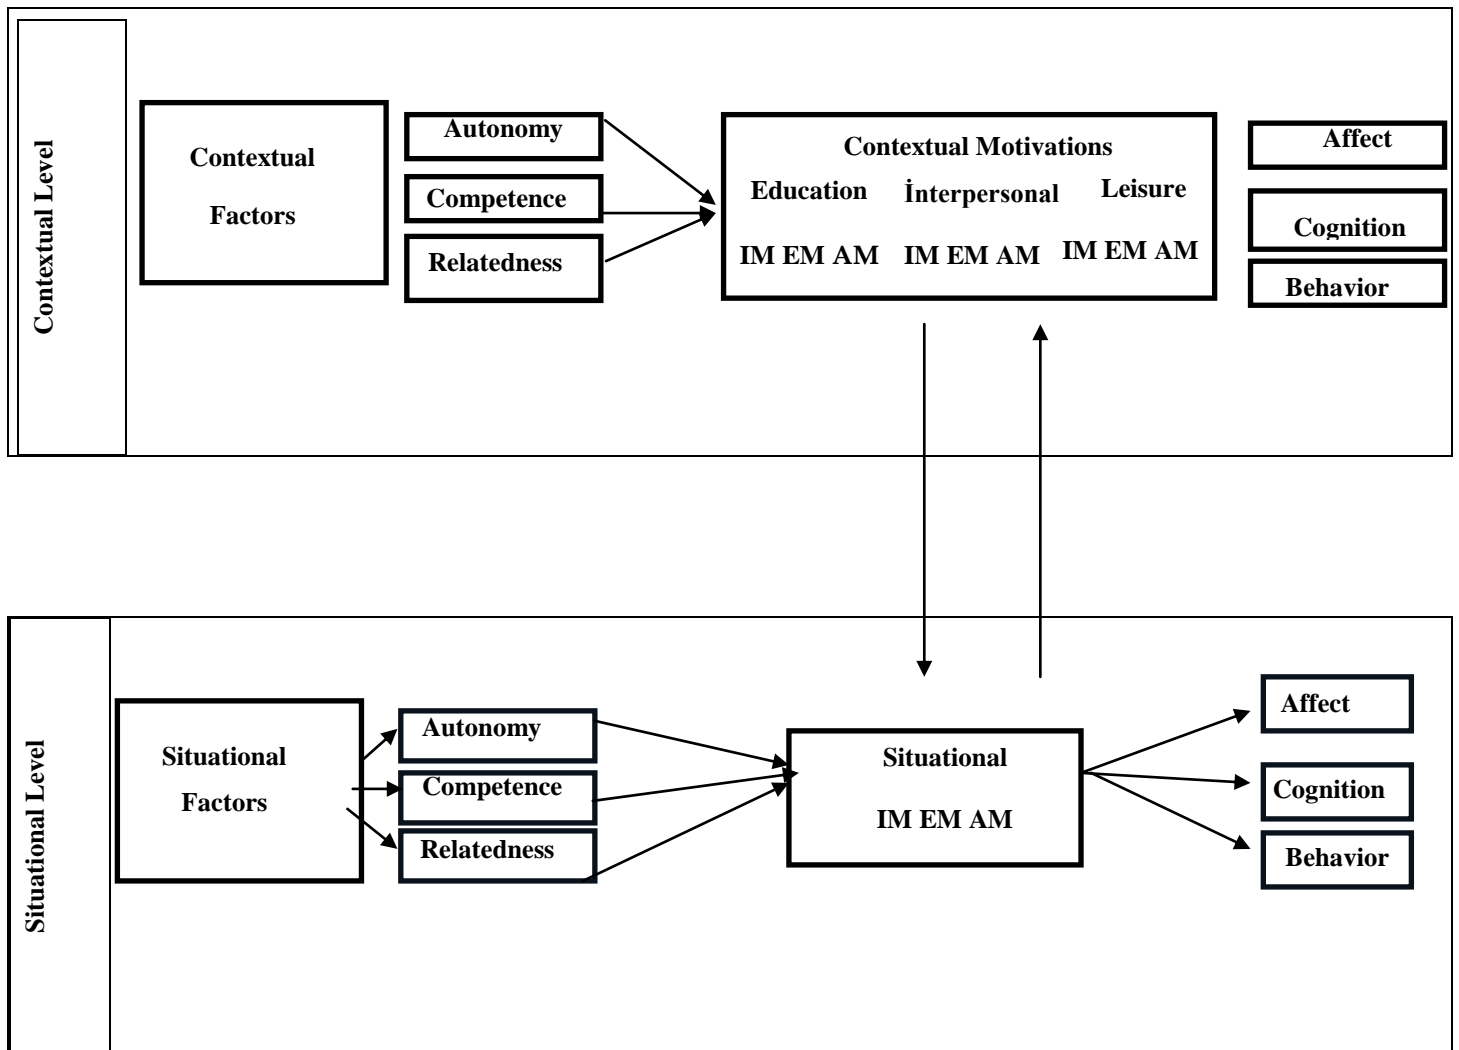 Contextual Level
Contextual
Factors
Autonomy
Competence
Relatedness
Contextual Motivations
Education İnterpersonal Leisure
IM EM AM IM EM AM IM EM AM
Affect
Cognition
Behavior
Situational Level
Situational
Factors
Autonomy
Competence
Relatedness
Situational
IM EM AM
Affect
Cognition
Behavior